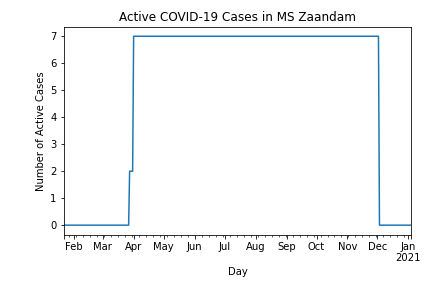 Active COVID-19 Cases in MS Zaandam
Number of Active Cases
7
6
5
4
3
2
1
0
Feb Mar Apr May Jun Jul Aug Sep Oct Nov Dec Jan
2021
Day